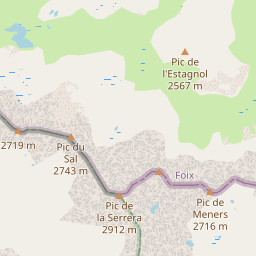 Pic de
l'Estagnol
2567 m
2719 m
Pic du
Sal
2743 m
Foix
Pic de
la Serrera
2912 m
Pic de
Meners
2716 m